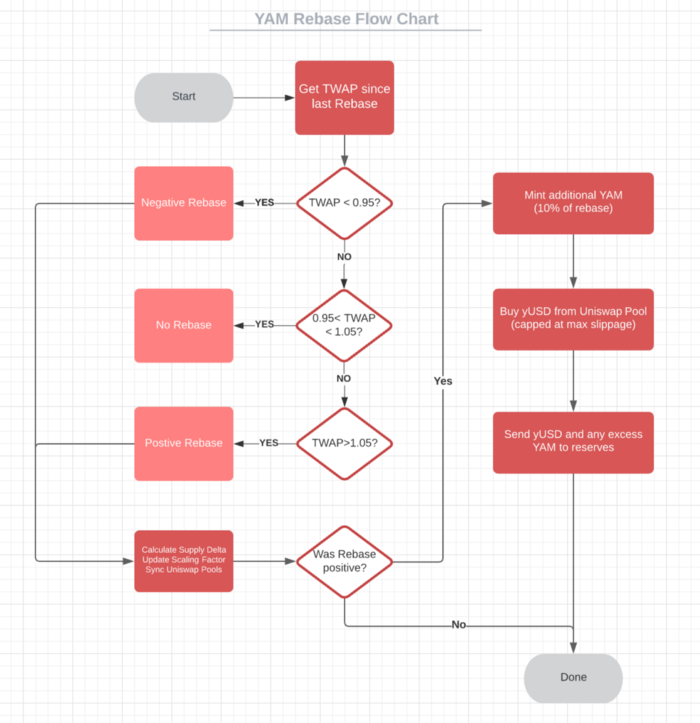 YAM Rebase Flow Chart
Start
Get TWAP since
last Rebase
Negative Rebase
YES
TWAP < 0.95?
NO
No Rebase
YES
0.95< TWAP
< 1.05?
NO
Postive Rebase
YES
TWAP>1.05?
Calculate Supply Delta
Update Scaling Factor
Sync Uniswap Pools
Was Rebase
positive?
Yes
Mint additional YAM
(10% of rebase)
Buy yUSD from Uniswap Pool
(capped at max slippage)
Send yUSD and any excess
YAM to reserves
No
Done